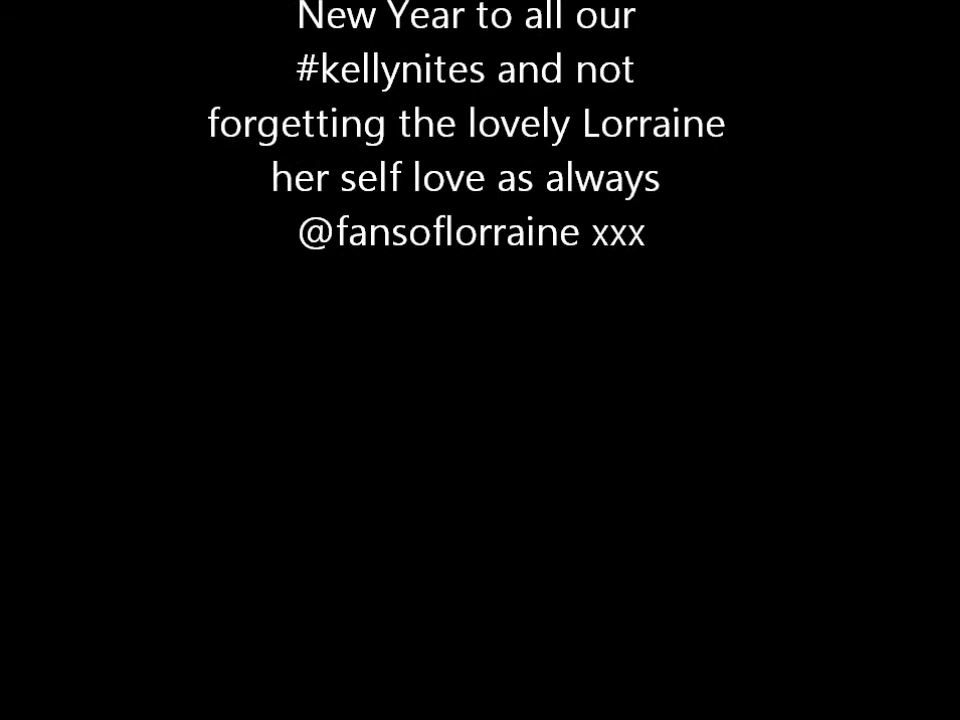 New Year to all our
#kellynites and not
forgetting the lovely Lorraine
her self love as always
@fansoflorraine xxx